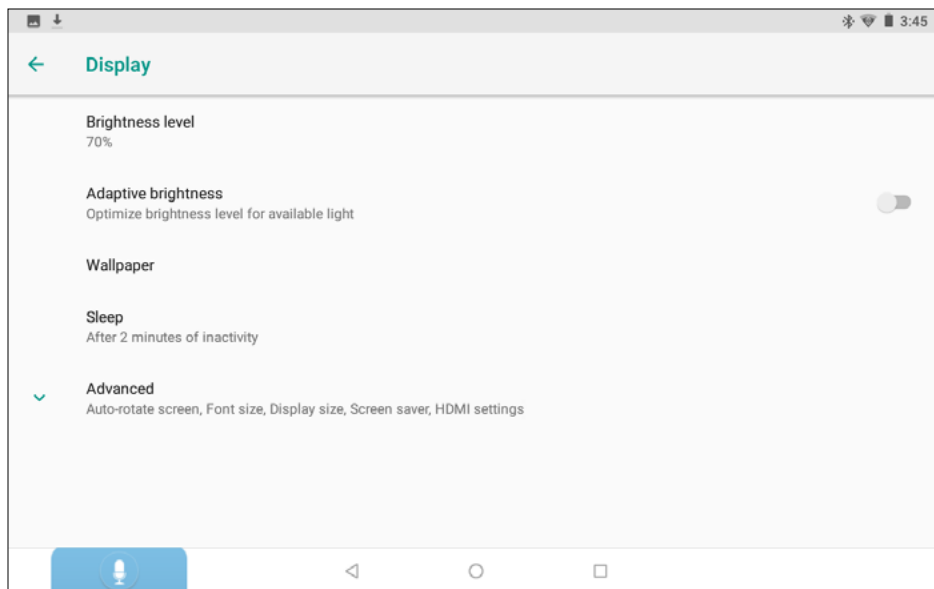 3:45
Display
Brightness level
70%
Adaptive brightness
Optimize brightness level for available light
Wallpaper
Sleep
After 2 minutes of inactivity
Advanced
Auto-rotate screen, Font size, Display size, Screen saver, HDMI settings